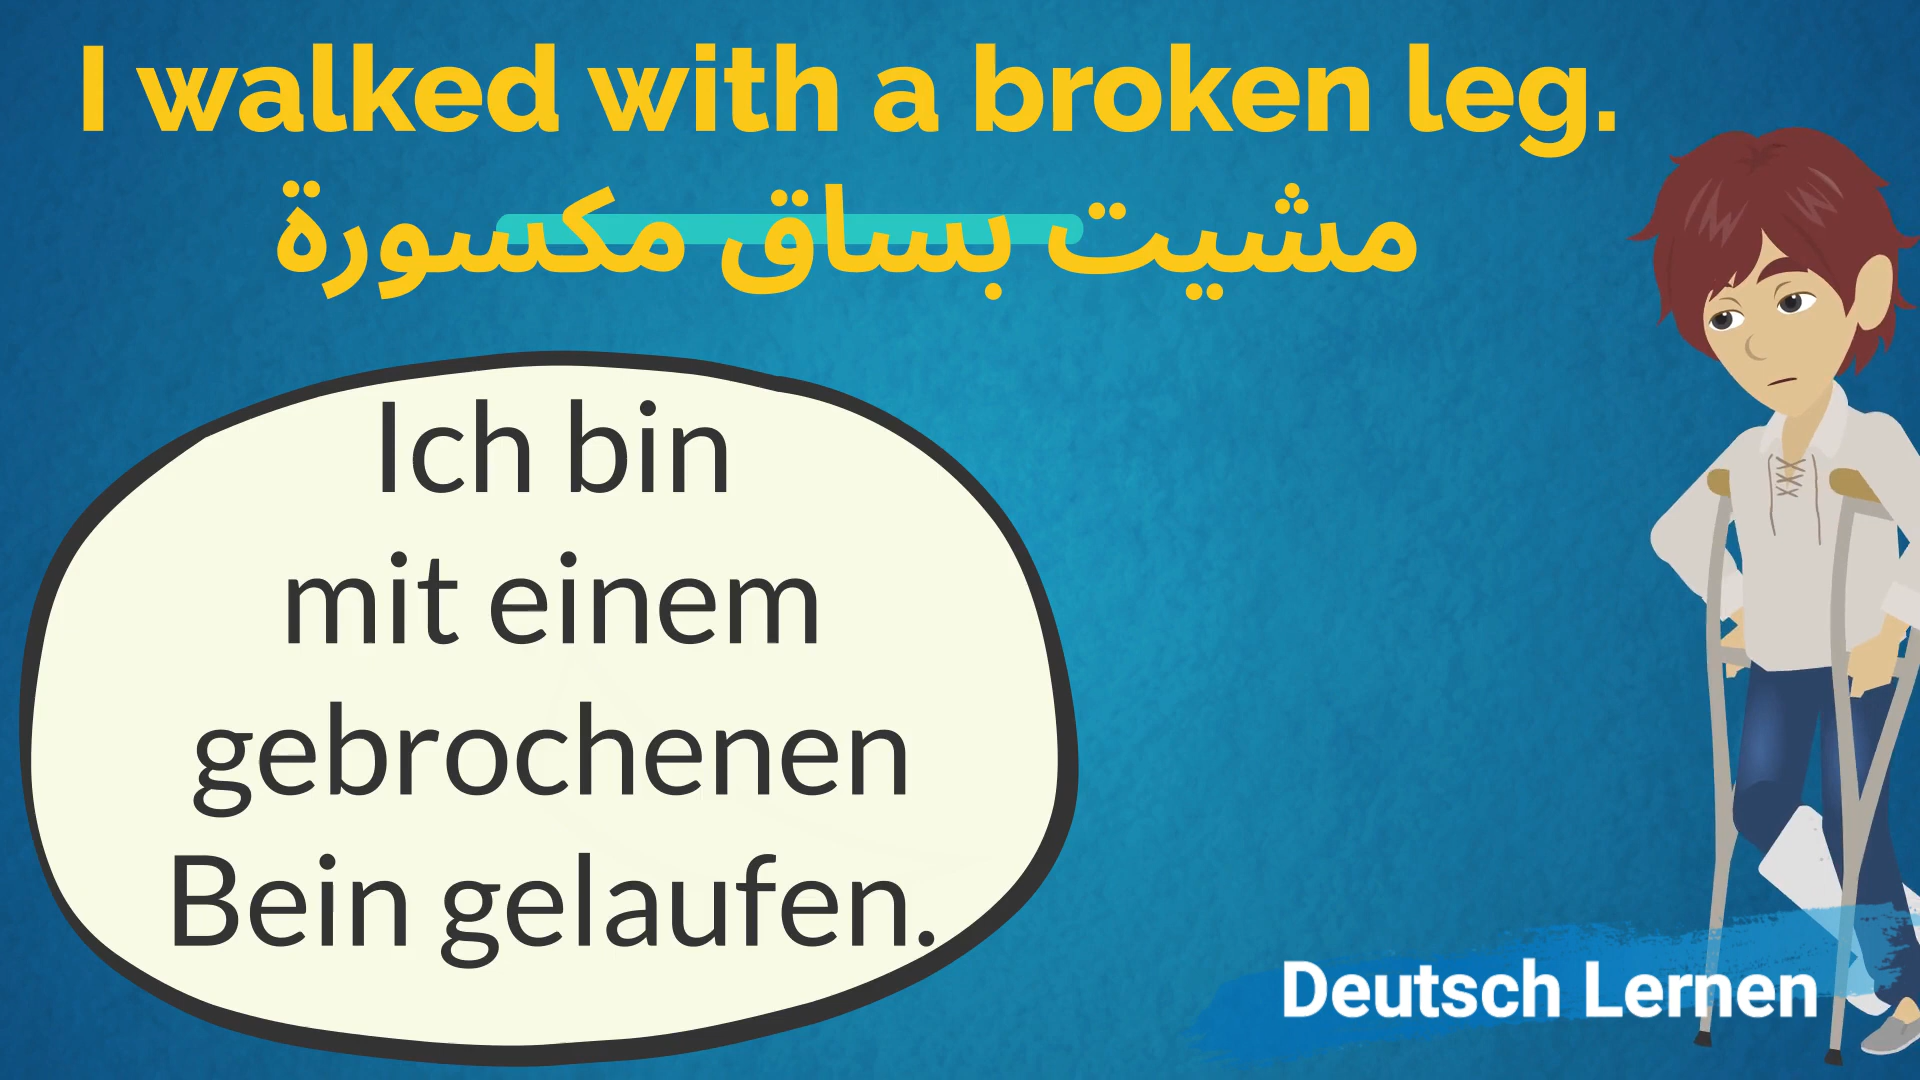 I walked with a broken leg.
مشيت بساق مكسورة
Ich bin
mit einem
gebrochenen
Bein gelaufen.
Deutsch Lernen